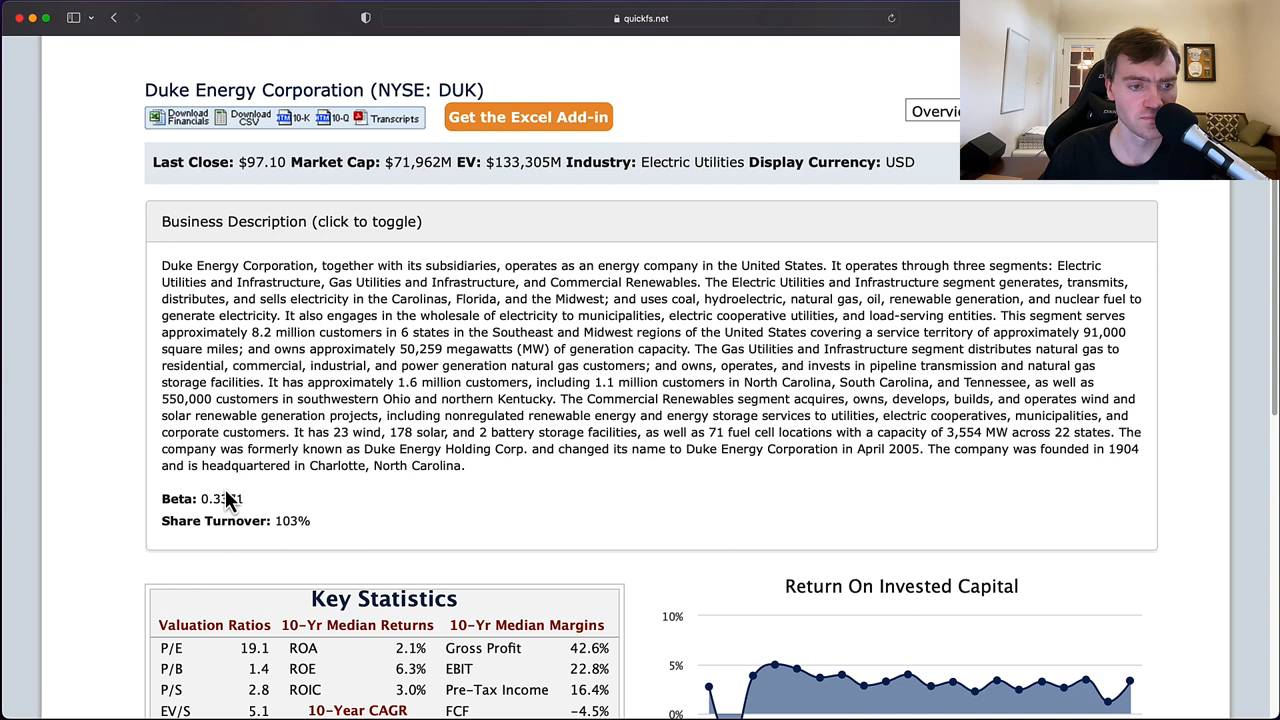 quickfs.net
Duke Energy Corporation (NYSE: DUK)
Download Financials Download CSV 10-K 10-Q Transcripts Get the Excel Add-in
Last Close: $97.10 Market Cap: $71,962M EV: $133,305M Industry: Electric Utilities Display Currency: USD
Business Description (click to toggle)
Duke Energy Corporation, together with its subsidiaries, operates as an energy company in the United States. It operates through three segments: Electric
Utilities and Infrastructure, Gas Utilities and Infrastructure, and Commercial Renewables. The Electric Utilities and Infrastructure segment generates, transmits,
distributes, and sells electricity in the Carolinas, Florida, and the Midwest; and uses coal, hydroelectric, natural gas, oil, renewable generation, and nuclear fuel to
generate electricity. It also engages in the wholesale of electricity to municipalities, electric cooperative utilities, and load-serving entities. This segment serves
approximately 8.2 million customers in 6 states in the Southeast and Midwest regions of the United States covering a service territory of approximately 91,000
square miles; and owns approximately 50,259 megawatts (MW) of generation capacity. The Gas Utilities and Infrastructure segment distributes natural gas to
residential, commercial, industrial, and power generation natural gas customers; and owns, operates, and invests in pipeline transmission and natural gas
storage facilities. It has approximately 1.6 million customers, including 1.1 million customers in North Carolina, South Carolina, and Tennessee, as well as
550,000 customers in southwestern Ohio and northern Kentucky. The Commercial Renewables segment acquires, owns, develops, builds, and operates wind and
solar renewable generation projects, including nonregulated renewable energy and energy storage services to utilities, electric cooperatives, municipalities, and
corporate customers. It has 23 wind, 178 solar, and 2 battery storage facilities, as well as 71 fuel cell locations with a capacity of 3,554 MW across 22 states. The
company was formerly known as Duke Energy Holding Corp. and changed its name to Duke Energy Corporation in April 2005. The company was founded in 1904
and is headquartered in Charlotte, North Carolina.
Beta:
Share Turnover: 103%
Key Statistics
Valuation Ratios 10-Yr Median Returns 10-Yr Median Margins
P/E 19.1 ROA 2.1% Gross Profit 42.6%
P/B 1.4 ROE 6.3% EBIT 22.8%
P/S 2.8 ROIC 3.0% Pre-Tax Income 16.4%
EV/S 5.1 10-Year CAGR FCF -4.5%
Return On Invested Capital
10%
5%
0%